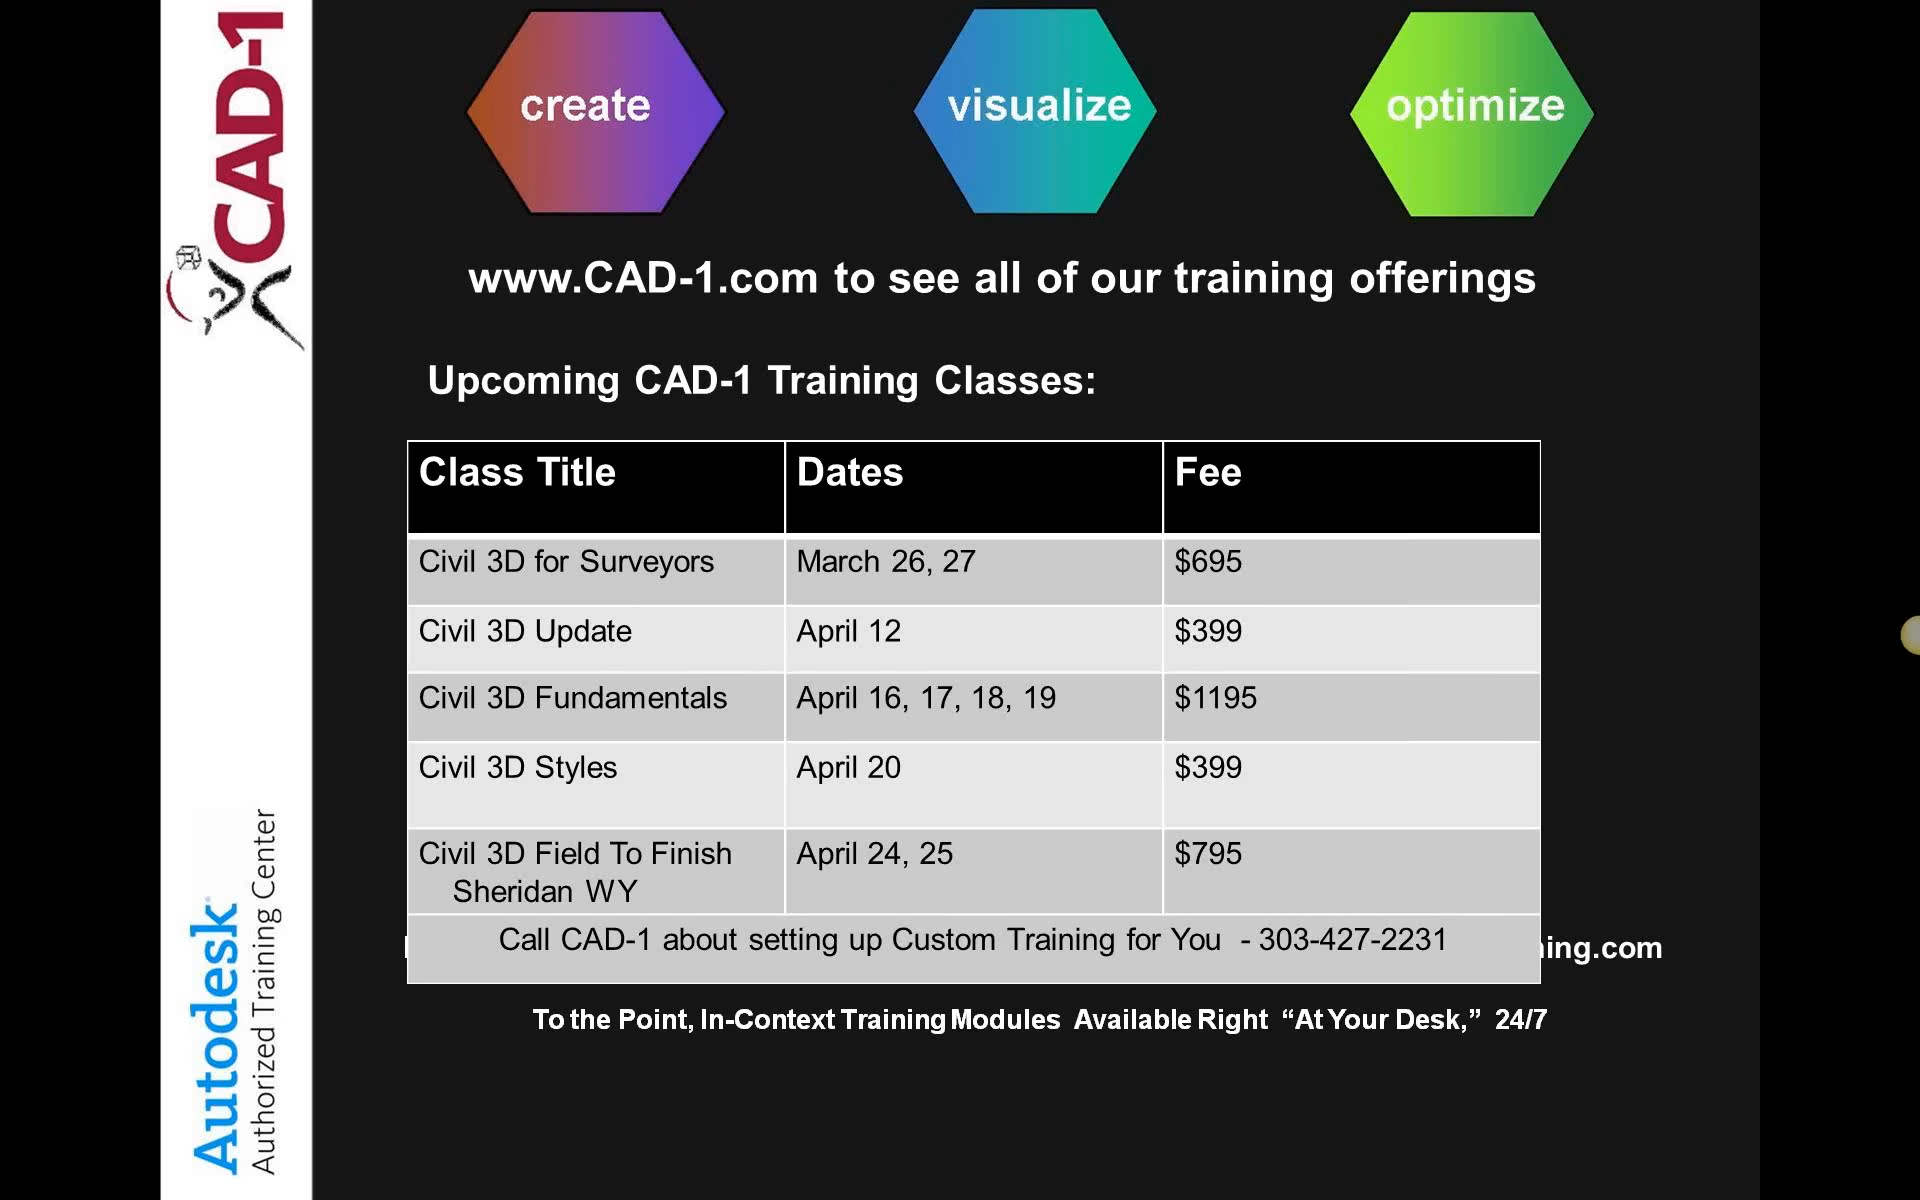 CAD-1
create
visualize
optimize
www.CAD-1.com to see all of our training offerings
Upcoming CAD-1 Training Classes:
Class Title Dates Fee
Civil 3D for Surveyors March 26, 27 $695
Civil 3D Update April 12 $399
Civil 3D Fundamentals April 16, 17, 18, 19 $1195
Civil 3D Styles April 20 $399
Civil 3D Field To Finish April 24, 25 $795
Sheridan WY
Call CAD-1 about setting up Custom Training for You - 303-427-2231
ing.com
To the Point, In-Context Training Modules Available Right “At Your Desk,” 24/7
Autodesk
Authorized Training Center